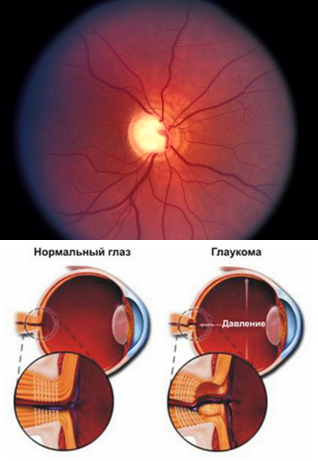 Нормальный глаз
Глаукома
Давление